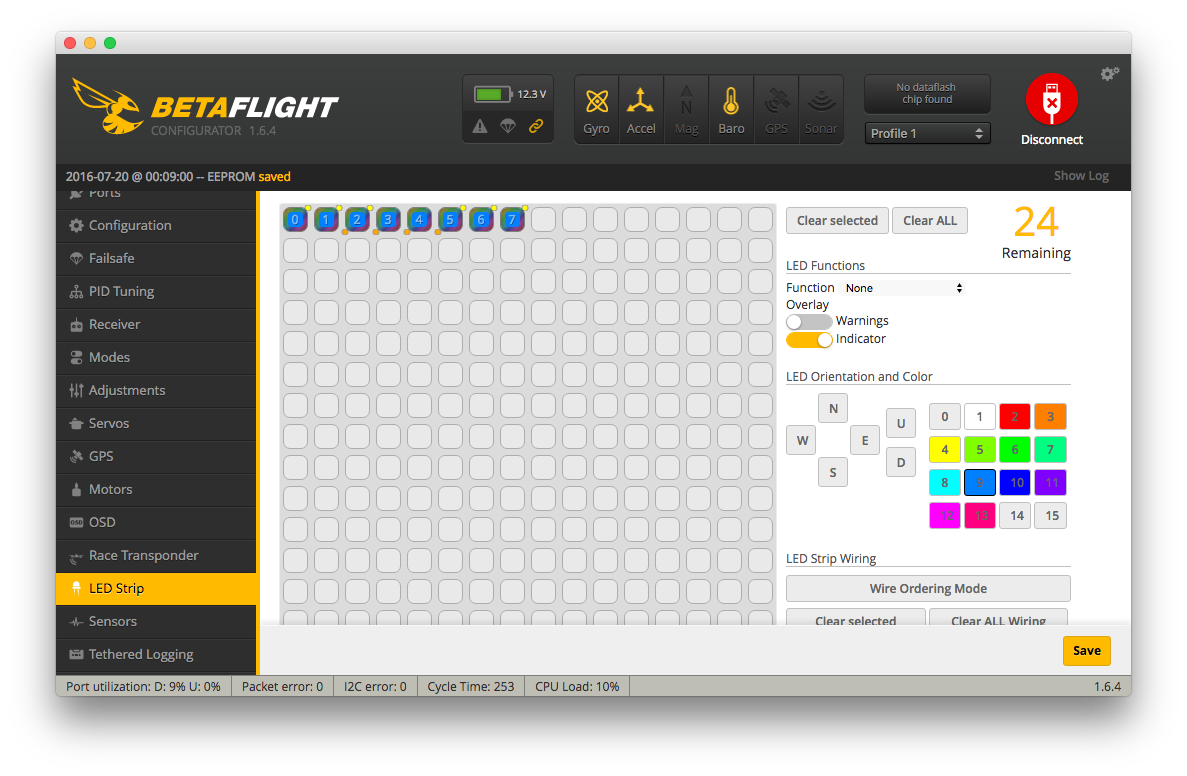 BETAFLIGHT
CONFIGURATOR 1.6.4
12.3 V
Gyro
Accel
Mag
Baro
GPS
Sonar
No dataflash
chip found
Profile 1
Disconnect
2016-07-20 @ 00:09:00 -- EEPROM saved
Show Log
Ports
Configuration
Failsafe
PID Tuning
Receiver
Modes
Adjustments
Servos
GPS
Motors
OSD
OSD
Race Transponder
LED Strip
Sensors
Tethered Logging
0 1 2 3 4 5 6 7
Clear selected
Clear ALL
24
Remaining
LED Functions
Function None
Overlay
Warnings
Indicator
LED Orientation and Color
N
W E
S
U
D
0 1 2 3
4 5 6 7
8 9 10 11
12 13 14 15
LED Strip Wiring
Wire Ordering Mode
Clear selected
Clear ALL Wiring
Save
Port utilization: D: 9% U: 0%
Packet error: 0
I2C error: 0
Cycle Time: 253
CPU Load: 10%
1.6.4